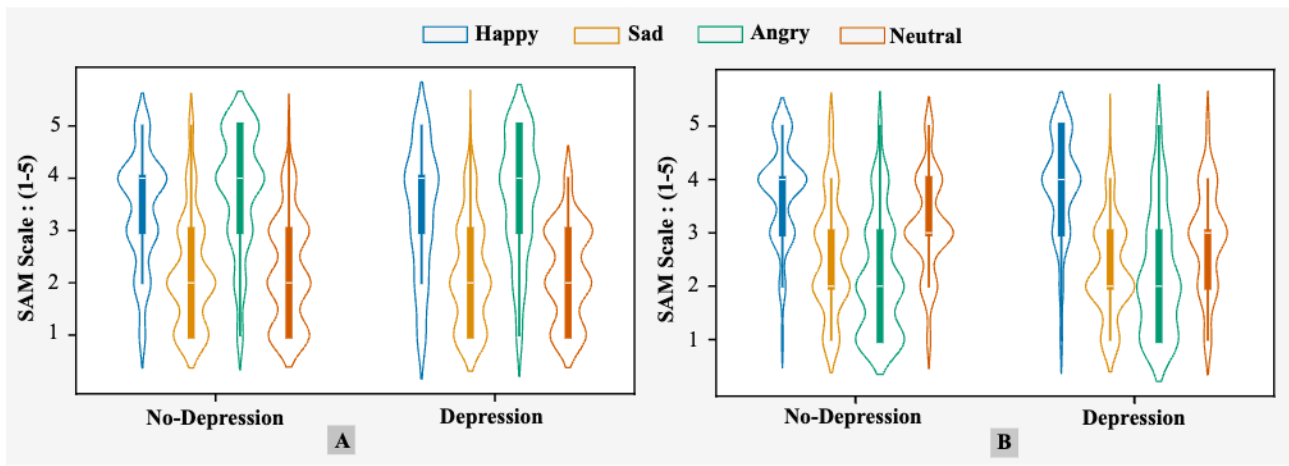 Happy Sad Angry Neutral
SAM Scale : (1-5)
5
4
3
2
1
No-Depression Depression
A
SAM Scale : (1-5)
5
4
3
2
1
No-Depression Depression
B